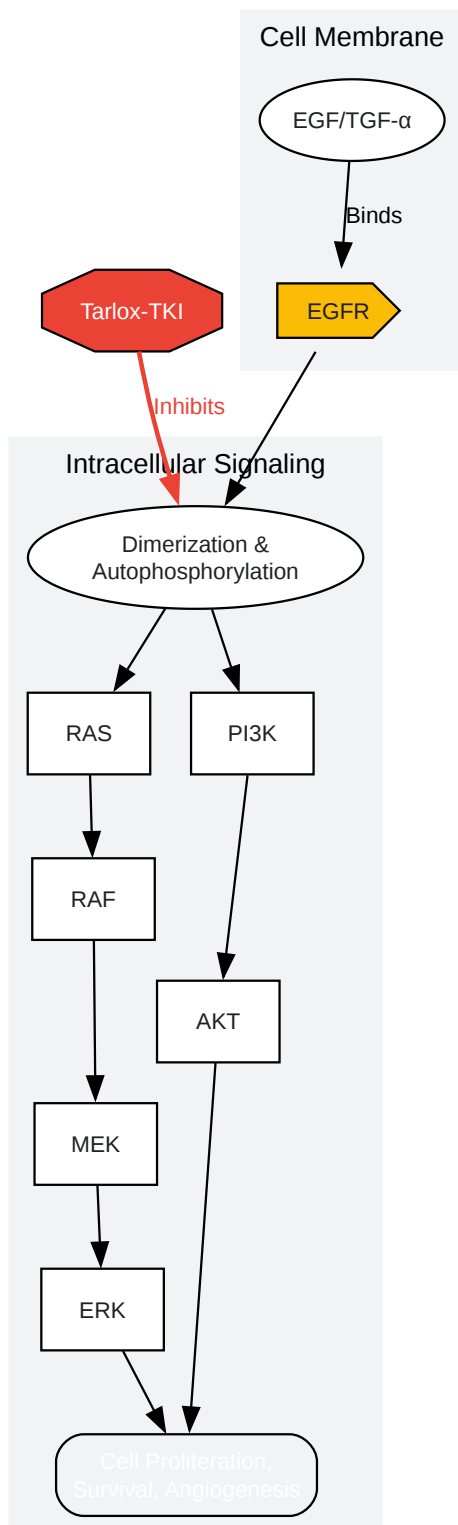 Cell Membrane
EGF/TGF-α
Binds
Tarlox-TKI
EGFR
Inhibits
Intracellular Signaling
Dimerization &
Autophosphorylation
RAS
PI3K
RAF
AKT
MEK
ERK
Cell Proliferation,
Survival, Angiogenesis